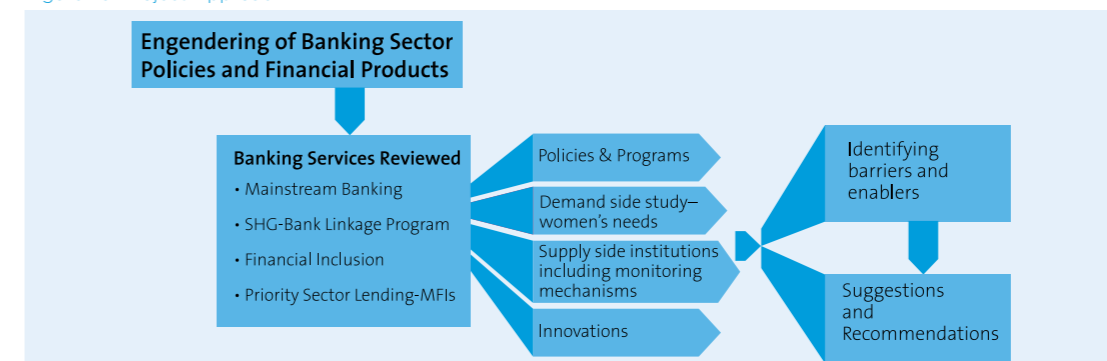 Engendering of Banking Sector
Policies and Financial Products
Banking Services Reviewed
• Mainstream Banking
• SHG-Bank Linkage Program
• Financial Inclusion
• Priority Sector Lending-MFIs
Policies & Programs
Demand side study–
women's needs
Supply side institutions
including monitoring
mechanisms
Innovations
Identifying
barriers and
enablers
Suggestions
and
Recommendations